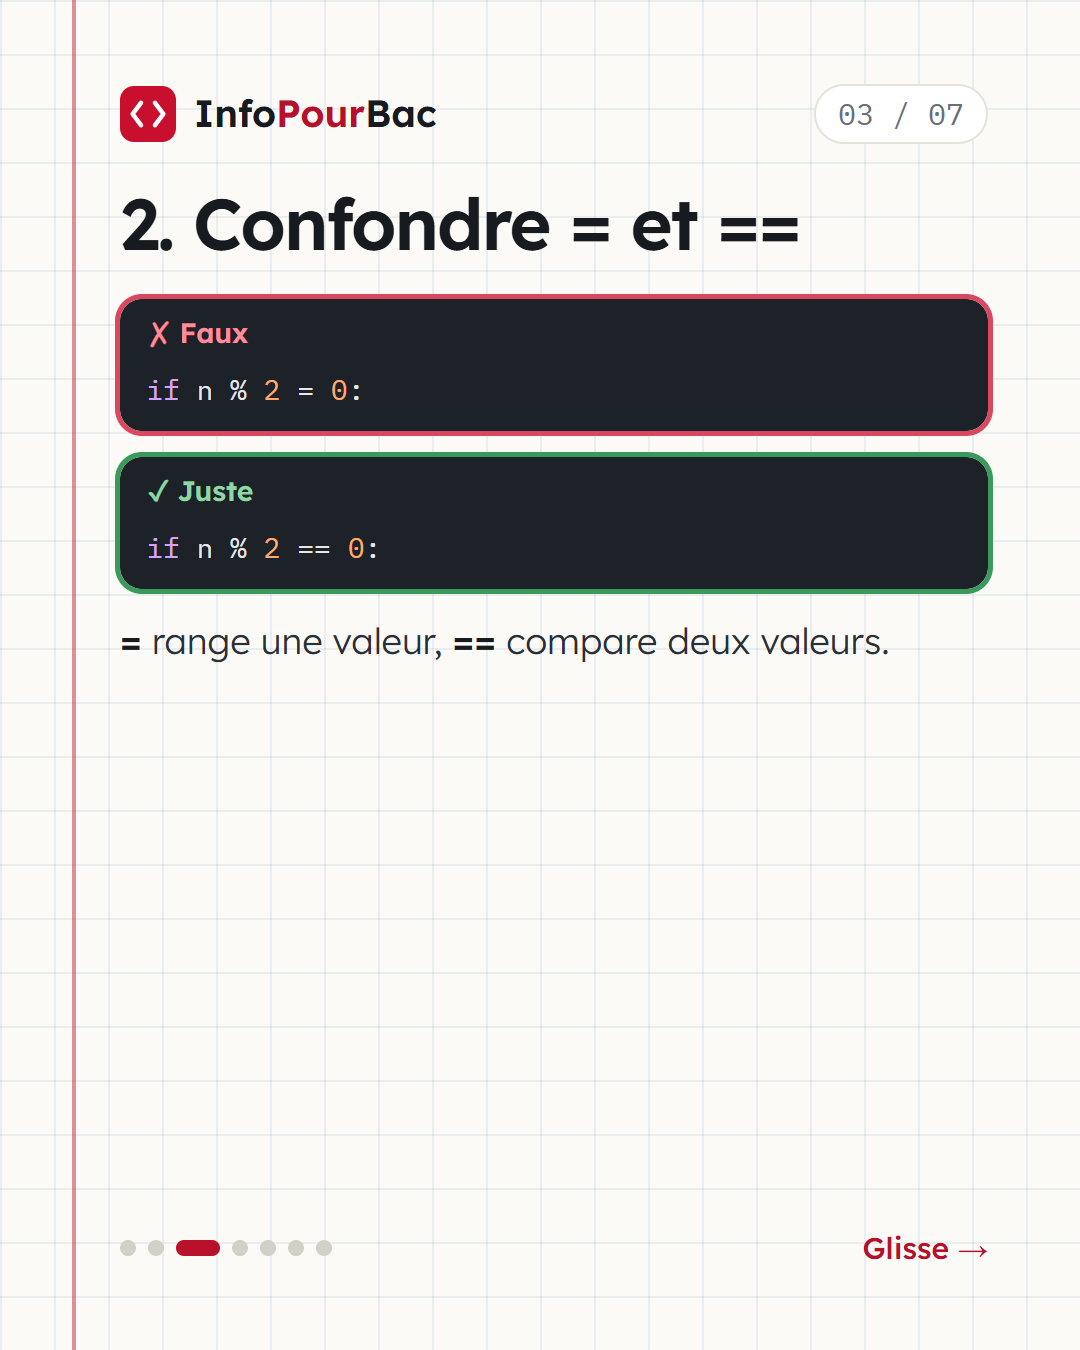 InfoPourBac
03 / 07
2. Confondre = et ==
✗ Faux
if n % 2 = 0:
✓ Juste
if n % 2 == 0:
= range une valeur, == compare deux valeurs.
Glisse →